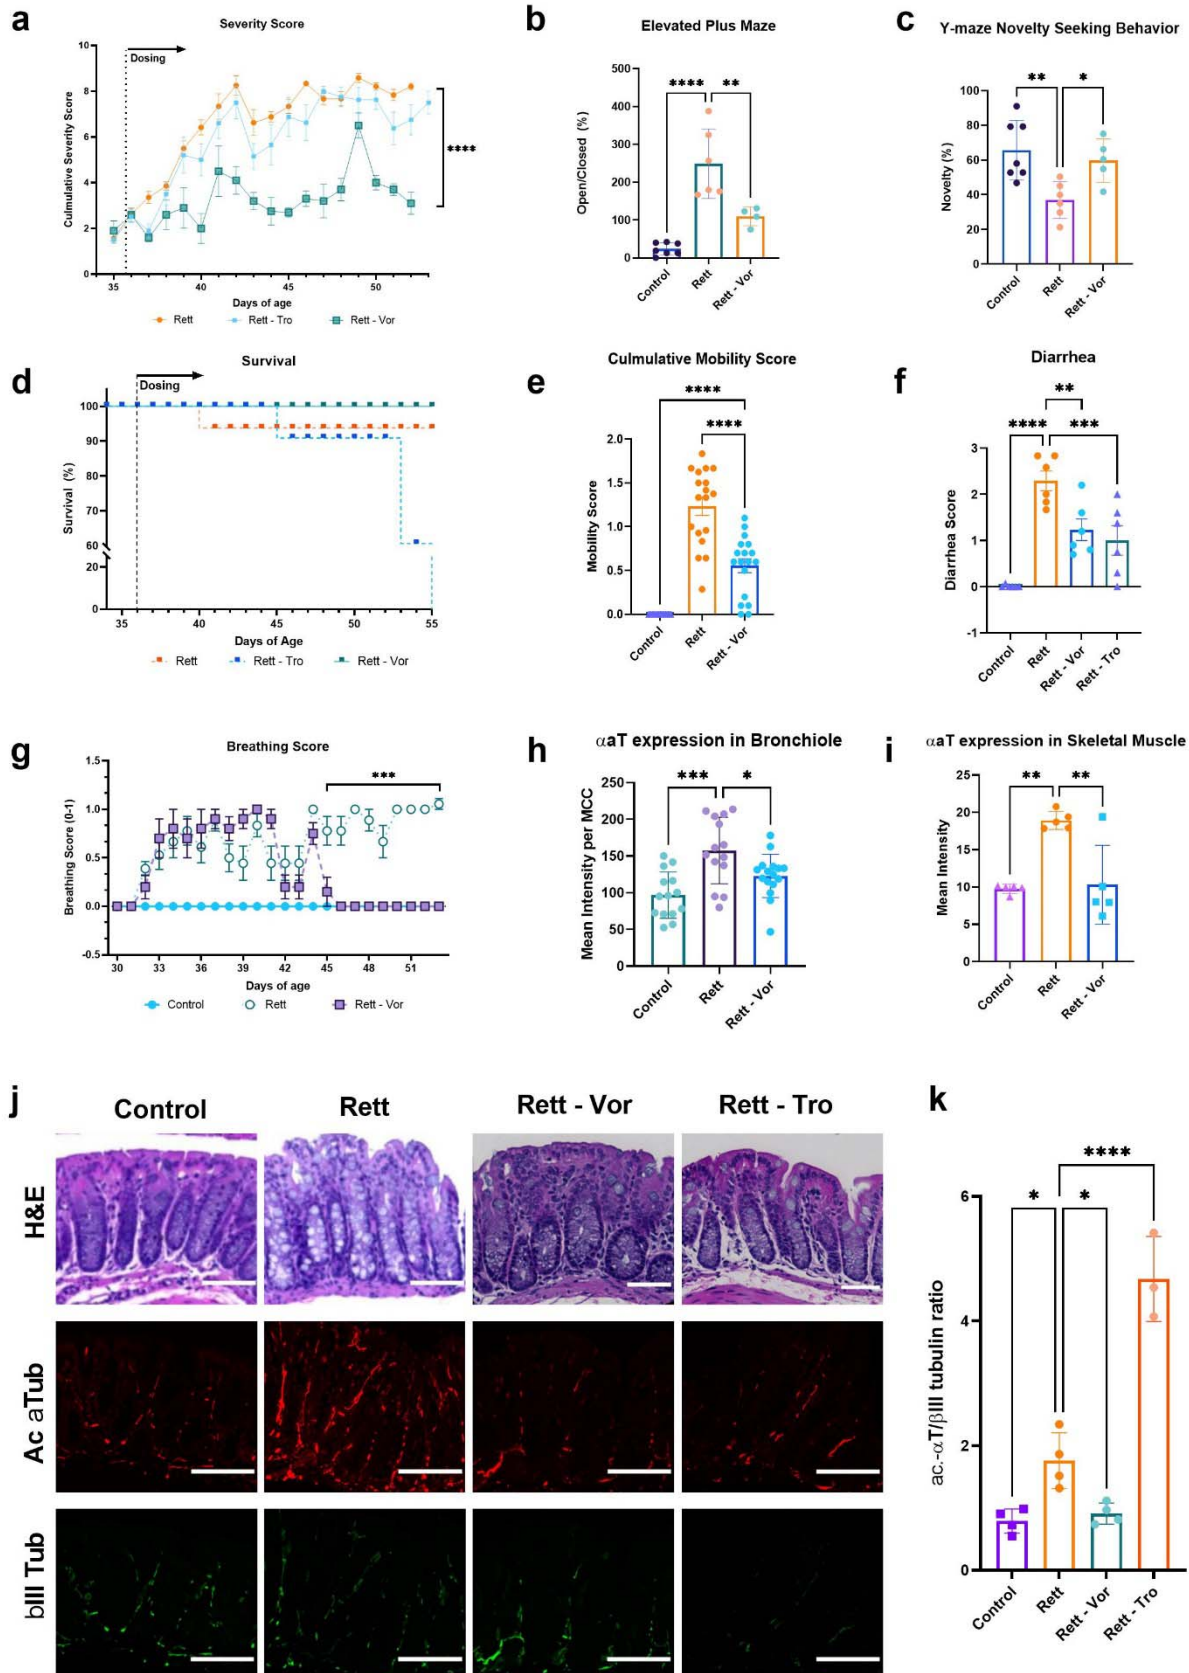 a
Severity Score
Culmulative Severity Score
10
8
6
4
2
0
Dosing
****
35
40
45
50
Days of age
Rett
Rett - Tro
Rett - Vor
b
Elevated Plus Maze
Open/Closed (%)
500
400
300
200
100
0
****
**
Control
Rett
Rett - Vor
c
Y-maze Novelty Seeking Behavior
Novelty (%)
100
80
60
40
20
0
**
*
Control
Rett
Rett - Vor
d
Survival
Survival (%)
100
90
80
70
60
20
0
Dosing
35
40
45
50
55
Days of Age
Rett
Rett - Tro
Rett - Vor
e
Culmulative Mobility Score
Mobility Score
2.0
1.5
1.0
0.5
0.0
****
****
Control
Rett
Rett - Vor
f
Diarrhea
Diarrhea Score
3
2
1
0
-1
**
****
***
Control
Rett
Rett - Vor
Rett - Tro
g
Breathing Score
Breathing Score (0-1)
1.5
1.0
0.5
0.0
-0.5
***
30
33
36
39
42
45
48
51
Days of age
Control
Rett
Rett - Vor
h
αaT expression in Bronchiole
Mean Intensity per MCC
250
200
150
100
50
0
***
*
Control
Rett
Rett - Vor
i
αaT expression in Skeletal Muscle
Mean Intensity
25
20
15
10
5
0
**
**
Control
Rett
Rett - Vor
j
Control
Rett
Rett - Vor
Rett - Tro
H&E
Ac aTub
bIII Tub
k
ac.-αT/βIII tubulin ratio
6
4
2
0
****
*
*
Control
Rett
Rett - Vor
Rett - Tro